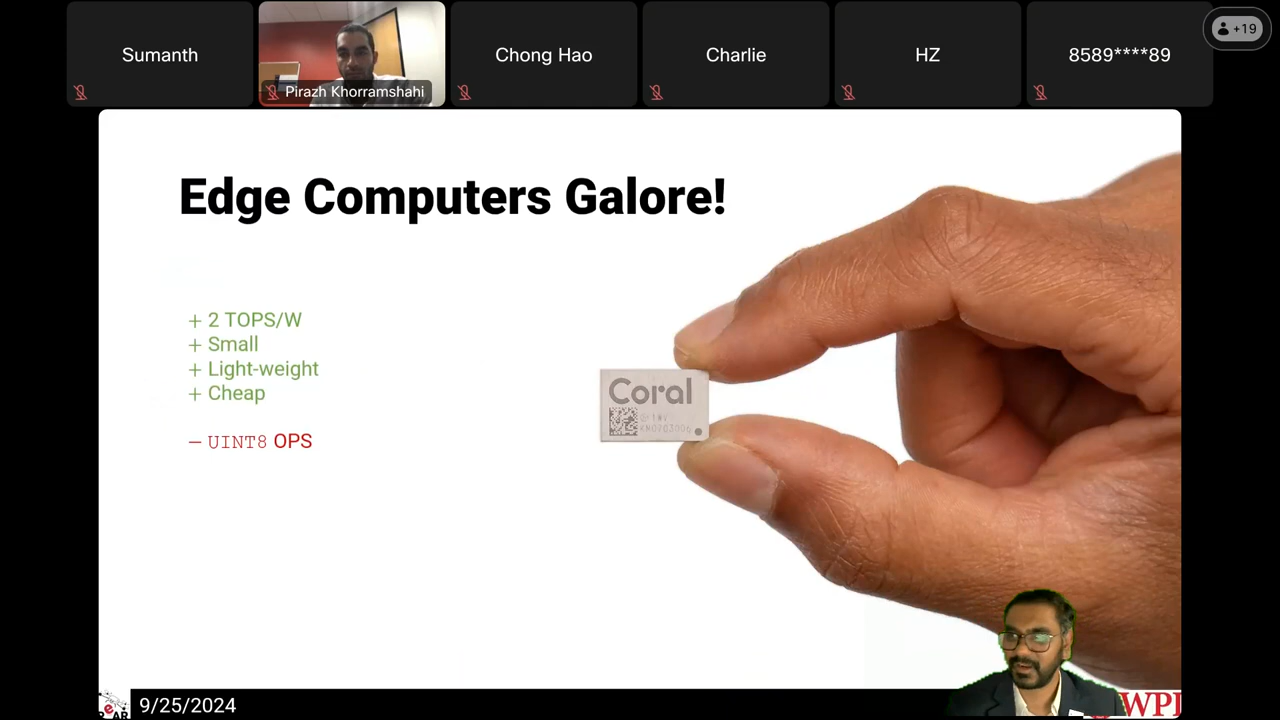 Sumanth
Pirazh Khorramshahi
Chong Hao
Charlie
HZ
8589****89
+19
Edge Computers Galore!
+ 2 TOPS/W
+ Small
+ Light-weight
+ Cheap
− UINT8 OPS
Coral
9/25/2024
WPI